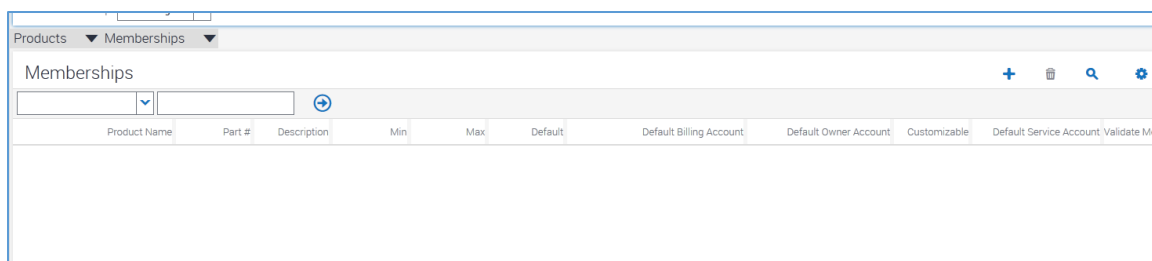 Products Memberships
Memberships
Product Name Part # Description Min Max Default Default Billing Account Default Owner Account Customizable Default Service Account Validate